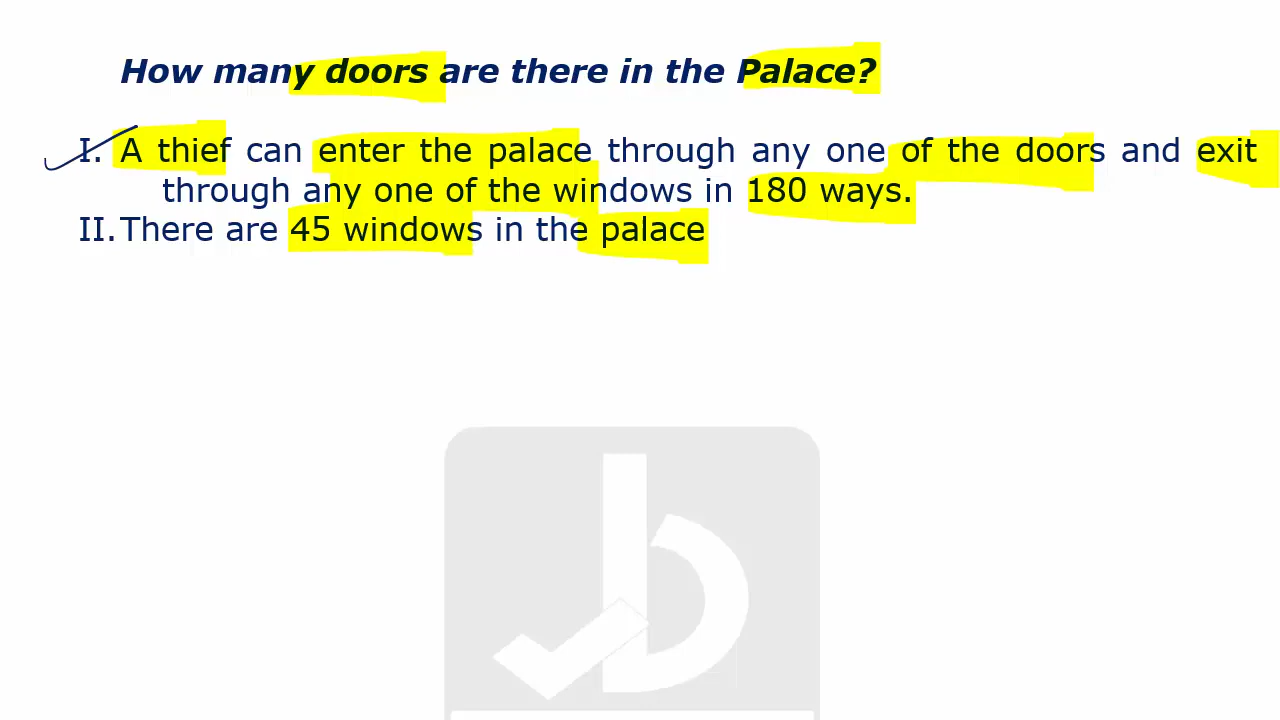 How many doors are there in the Palace?
I. A thief can enter the palace through any one of the doors and exit
through any one of the windows in 180 ways.
II. There are 45 windows in the palace